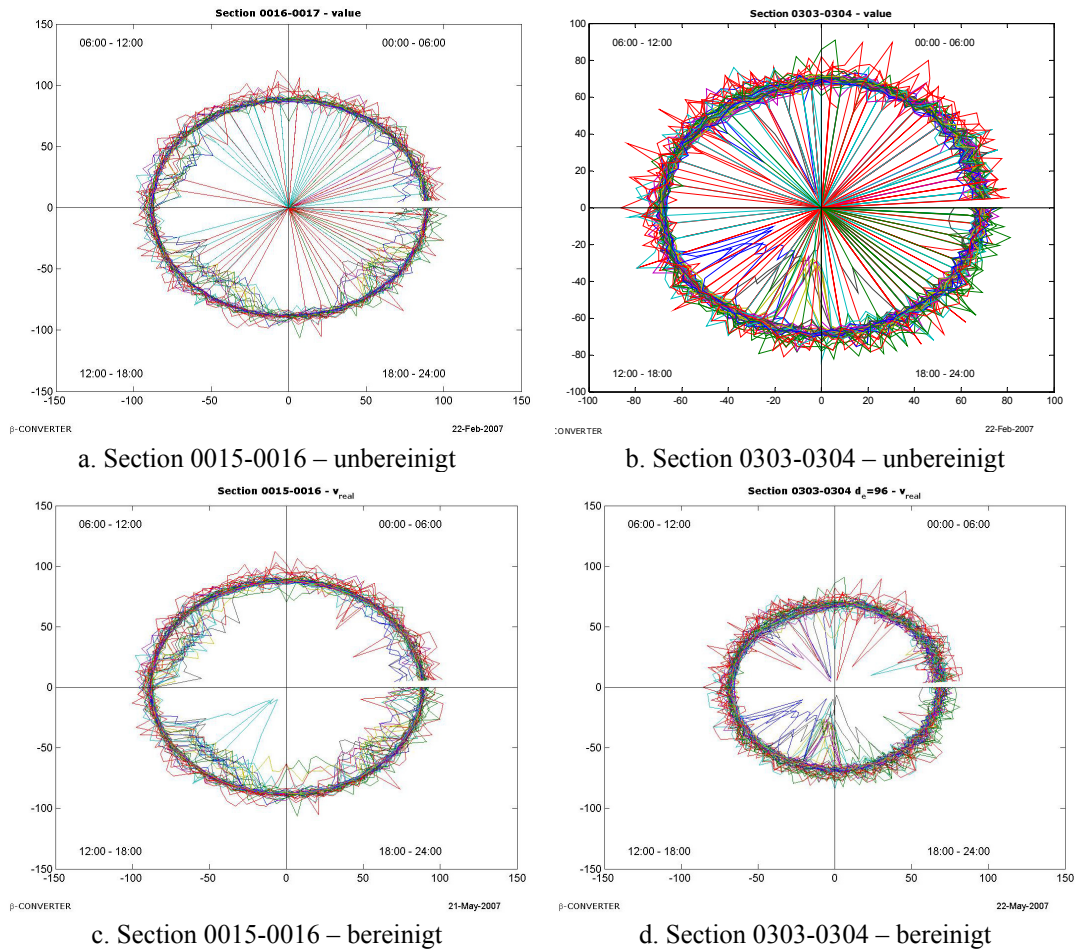 Section 0016-0017 - value
150
06:00 - 12:00
00:00 - 06:00
100
50
0
-50
-100
12:00 - 18:00
18:00 - 24:00
-150
-150 -100 -50 0 50 100 150
β-CONVERTER
22-Feb-2007
a. Section 0015-0016 – unbereinigt
Section 0303-0304 - value
100
06:00 - 12:00
00:00 - 06:00
80
60
40
20
0
-20
-40
-60
-80
12:00 - 18:00
18:00 - 24:00
-100
-100 -80 -60 -40 -20 0 20 40 60 80 100
CONVERTER
22-Feb-2007
b. Section 0303-0304 – unbereinigt
Section 0015-0016 - v_real
150
06:00 - 12:00
00:00 - 06:00
100
50
0
-50
-100
12:00 - 18:00
18:00 - 24:00
-150
-150 -100 -50 0 50 100 150
β-CONVERTER
21-May-2007
c. Section 0015-0016 – bereinigt
Section 0303-0304 d_e=96 - v_real
150
06:00 - 12:00
00:00 - 06:00
100
50
0
-50
-100
12:00 - 18:00
18:00 - 24:00
-150
-150 -100 -50 0 50 100 150
β-CONVERTER
22-May-2007
d. Section 0303-0304 – bereinigt